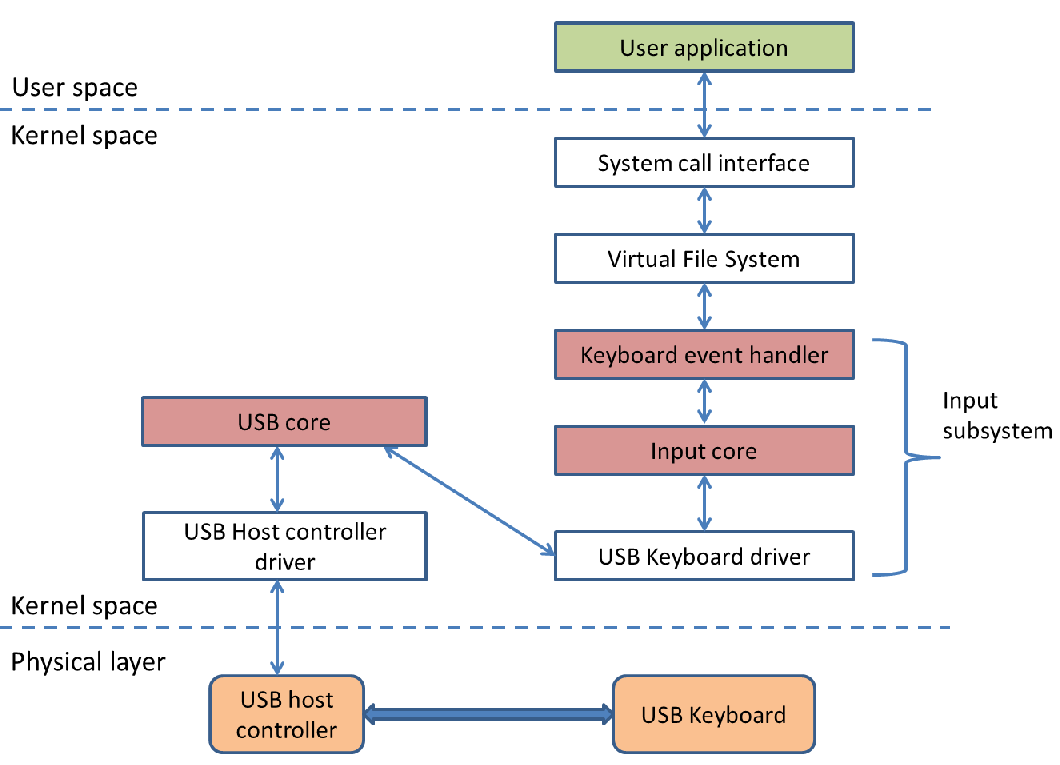 User application
User space
Kernel space
System call interface
Virtual File System
Keyboard event handler
Input
subsystem
USB core
Input core
USB Host controller
driver
USB Keyboard driver
Kernel space
Physical layer
USB host
controller
USB Keyboard